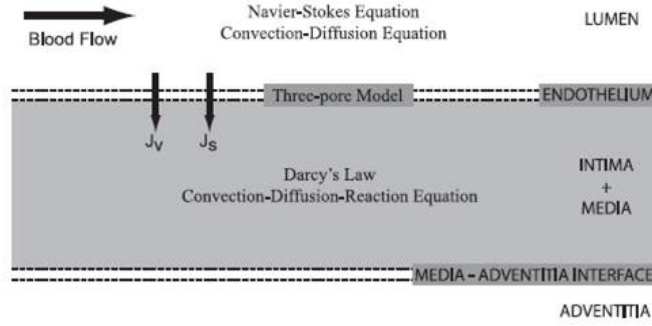 Navier-Stokes Equation
Convection-Diffusion Equation
LUMEN
Blood Flow
Three-pore Model
ENDOTHELIUM
Jv
Js
Darcy's Law
Convection-Diffusion-Reaction Equation
INTIMA
+
MEDIA
MEDIA – ADVENTITIA INTERFACE
ADVENTITIA